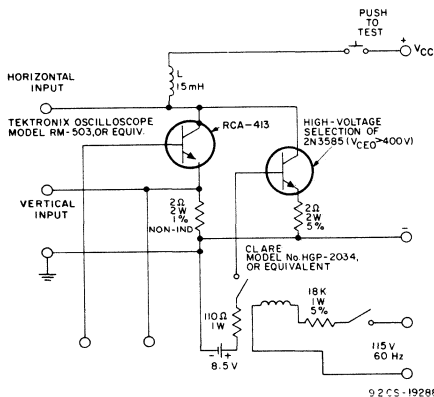 PUSH
TO
TEST
+
VCC
L
15mH
HORIZONTAL
INPUT
RCA-413
HIGH-VOLTAGE
SELECTION OF
2N3585 (VCEO>400V)
TEKTRONIX OSCILLOSCOPE
MODEL RM-503,OR EQUIV.
VERTICAL
INPUT
2Ω
2W
1%
NON-IND
2Ω
2W
5%
–
CLARE
MODEL No. HGP-2034,
OR EQUIVALENT
110Ω
1W
18K
1W
5%
115V
60 Hz
– +
8.5V
92CS-19286